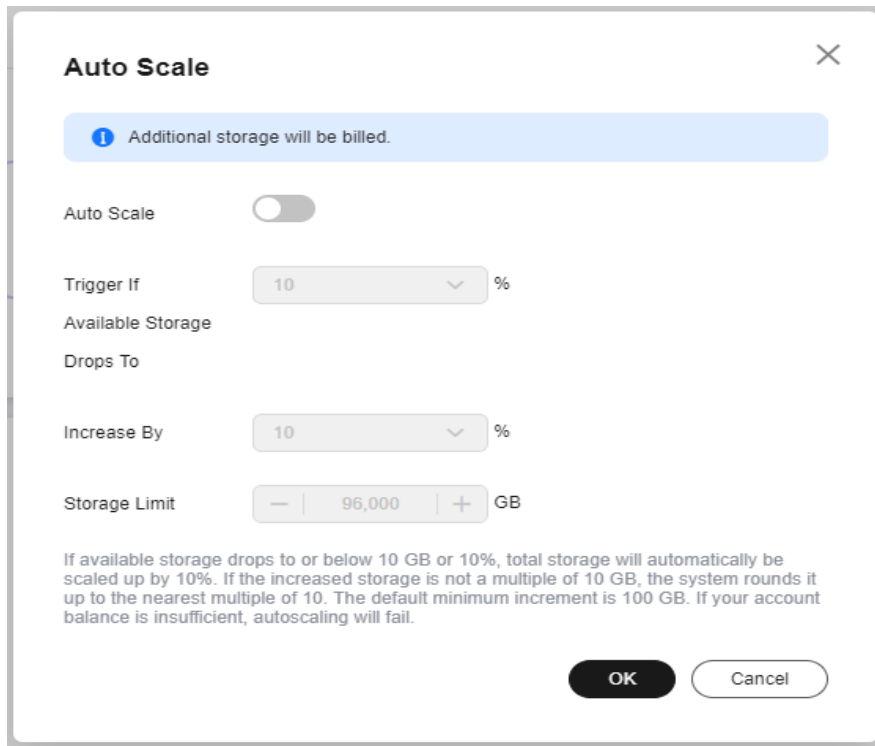 Auto Scale
Additional storage will be billed.
Auto Scale
Trigger If
Available Storage
Drops To
10 %
Increase By 10 %
Storage Limit 96,000 GB
If available storage drops to or below 10 GB or 10%, total storage will automatically be
scaled up by 10%. If the increased storage is not a multiple of 10 GB, the system rounds it
up to the nearest multiple of 10. The default minimum increment is 100 GB. If your account
balance is insufficient, autoscaling will fail.
OK Cancel